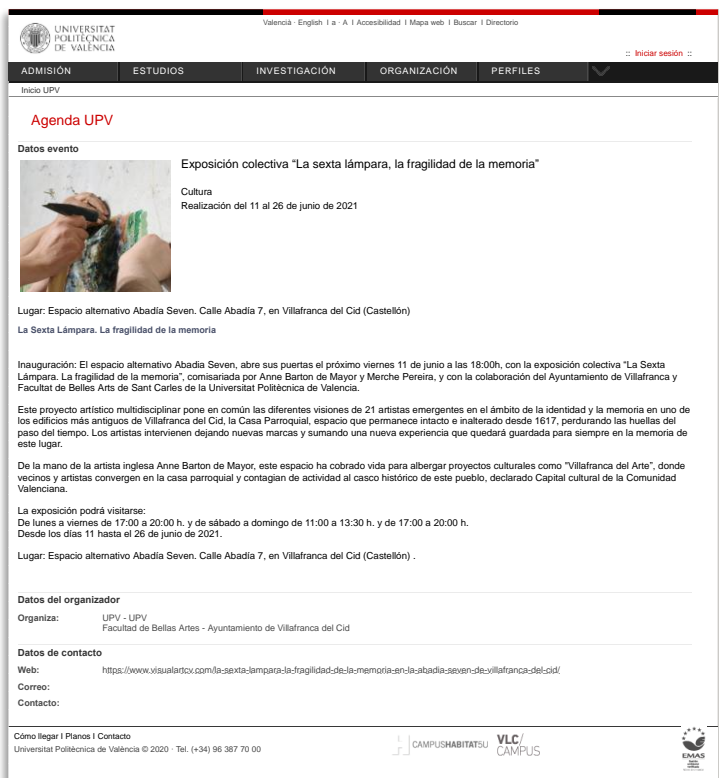 Valencià · English I a · A I Accesibilidad I Mapa web I Buscar I Directorio
UNIVERSITAT
POLITÈCNICA
DE VALÈNCIA
:: Iniciar sesión ::
ADMISIÓN ESTUDIOS INVESTIGACIÓN ORGANIZACIÓN PERFILES
Inicio UPV
Agenda UPV
Datos evento
Exposición colectiva “La sexta lámpara, la fragilidad de la memoria”
Cultura
Realización del 11 al 26 de junio de 2021
Lugar: Espacio alternativo Abadía Seven. Calle Abadía 7, en Villafranca del Cid (Castellón)
La Sexta Lámpara. La fragilidad de la memoria
Inauguración: El espacio alternativo Abadia Seven, abre sus puertas el próximo viernes 11 de junio a las 18:00h, con la exposición colectiva “La Sexta
Lámpara. La fragilidad de la memoria”, comisariada por Anne Barton de Mayor y Merche Pereira, y con la colaboración del Ayuntamiento de Villafranca y
Facultat de Belles Arts de Sant Carles de la Universitat Politècnica de Valencia.
Este proyecto artístico multidisciplinar pone en común las diferentes visiones de 21 artistas emergentes en el ámbito de la identidad y la memoria en uno de
los edificios más antiguos de Villafranca del Cid, la Casa Parroquial, espacio que permanece intacto e inalterado desde 1617, perdurando las huellas del
paso del tiempo. Los artistas intervienen dejando nuevas marcas y sumando una nueva experiencia que quedará guardada para siempre en la memoria de
este lugar.
De la mano de la artista inglesa Anne Barton de Mayor, este espacio ha cobrado vida para albergar proyectos culturales como "Villafranca del Arte”, donde
vecinos y artistas convergen en la casa parroquial y contagian de actividad al casco histórico de este pueblo, declarado Capital cultural de la Comunidad
Valenciana.
La exposición podrá visitarse:
De lunes a viernes de 17:00 a 20:00 h. y de sábado a domingo de 11:00 a 13:30 h. y de 17:00 a 20:00 h.
Desde los días 11 hasta el 26 de junio de 2021.
Lugar: Espacio alternativo Abadía Seven. Calle Abadía 7, en Villafranca del Cid (Castellón) .
Datos del organizador
Organiza: UPV - UPV
Facultad de Bellas Artes - Ayuntamiento de Villafranca del Cid
Datos de contacto
Web: https://www.visualartcv.com/la-sexta-lampara-la-fragilidad-de-la-memoria-en-la-abadia-seven-de-villafranca-del-cid/
Correo:
Contacto:
Cómo llegar I Planos I Contacto
Universitat Politècnica de València © 2020 · Tel. (+34) 96 387 70 00
CAMPUSHABITAT5U
VLC/
CAMPUS
EMAS